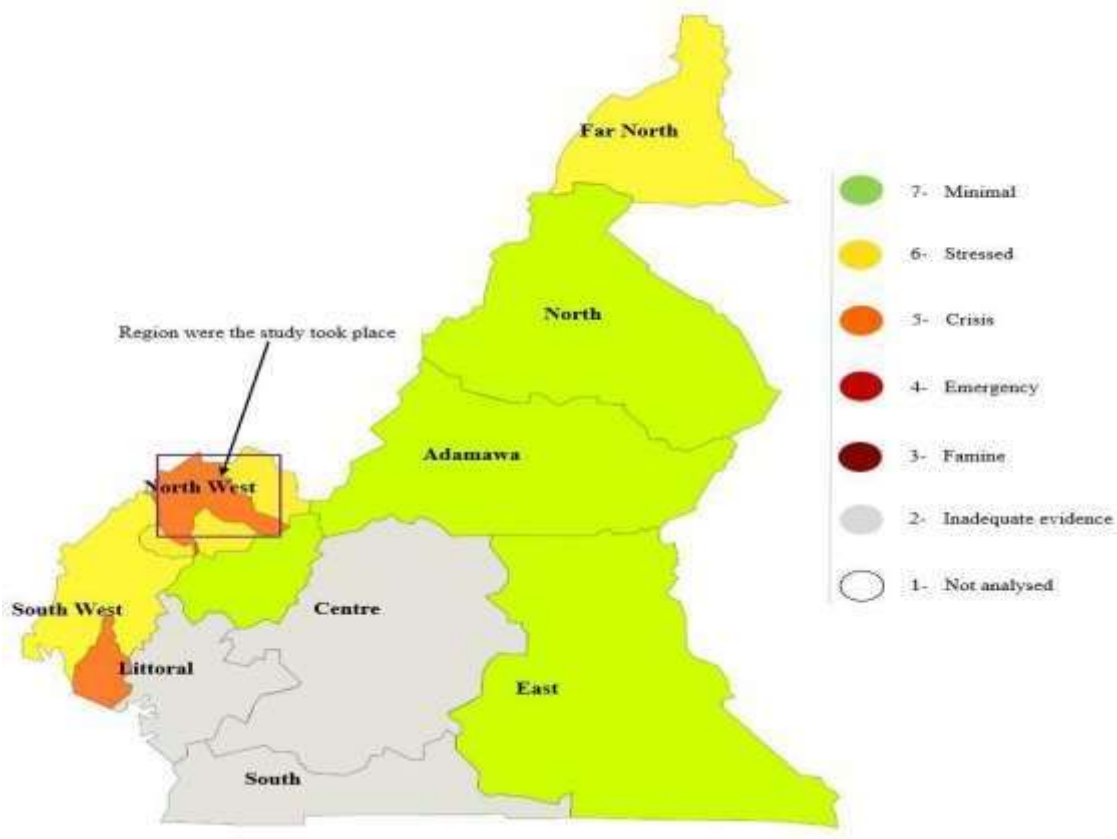 Far North
7- Minimal
6- Stressed
North
Region were the study took place
5- Crisis
4- Emergency
Adamawa
3- Famine
North West
2- Inadequate evidence
1- Not analysed
South West
Centre
Littoral
East
South